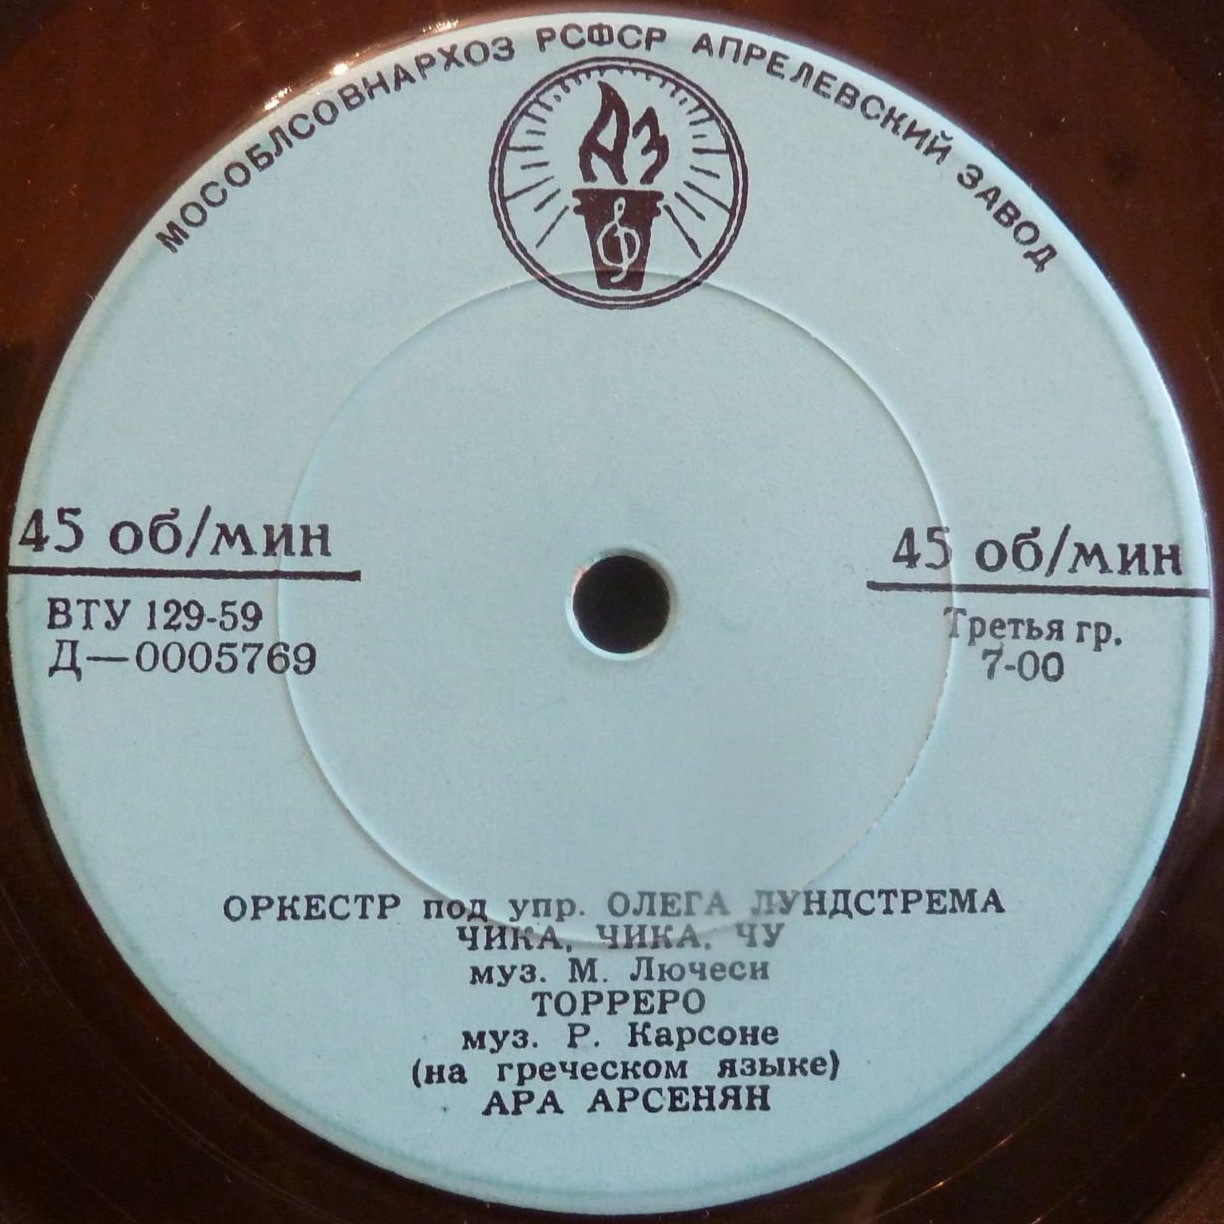 МОСОБЛСОВНАРХОЗ РСФСР АПРЕЛЕВСКИЙ ЗАВОД
АЗ
45 об/мин
ВТУ 129-59
Д—0005769
45 об/мин
Третья гр.
7-00
ОРКЕСТР под упр. ОЛЕГА ЛУНДСТРЕМА
ЧИКА, ЧИКА, ЧУ
муз. М. Лючеси
ТОРРЕРО
муз. Р. Карсоне
(на греческом языке)
АРА АРСЕНЯН